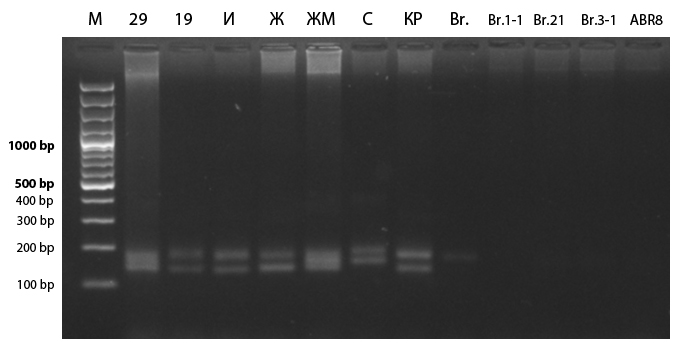 М 29 19 И Ж ЖМ С КР Br. Br.1-1 Br.21 Br.3-1 ABR8
1000 bp
500 bp
400 bp
300 bp
200 bp
100 bp